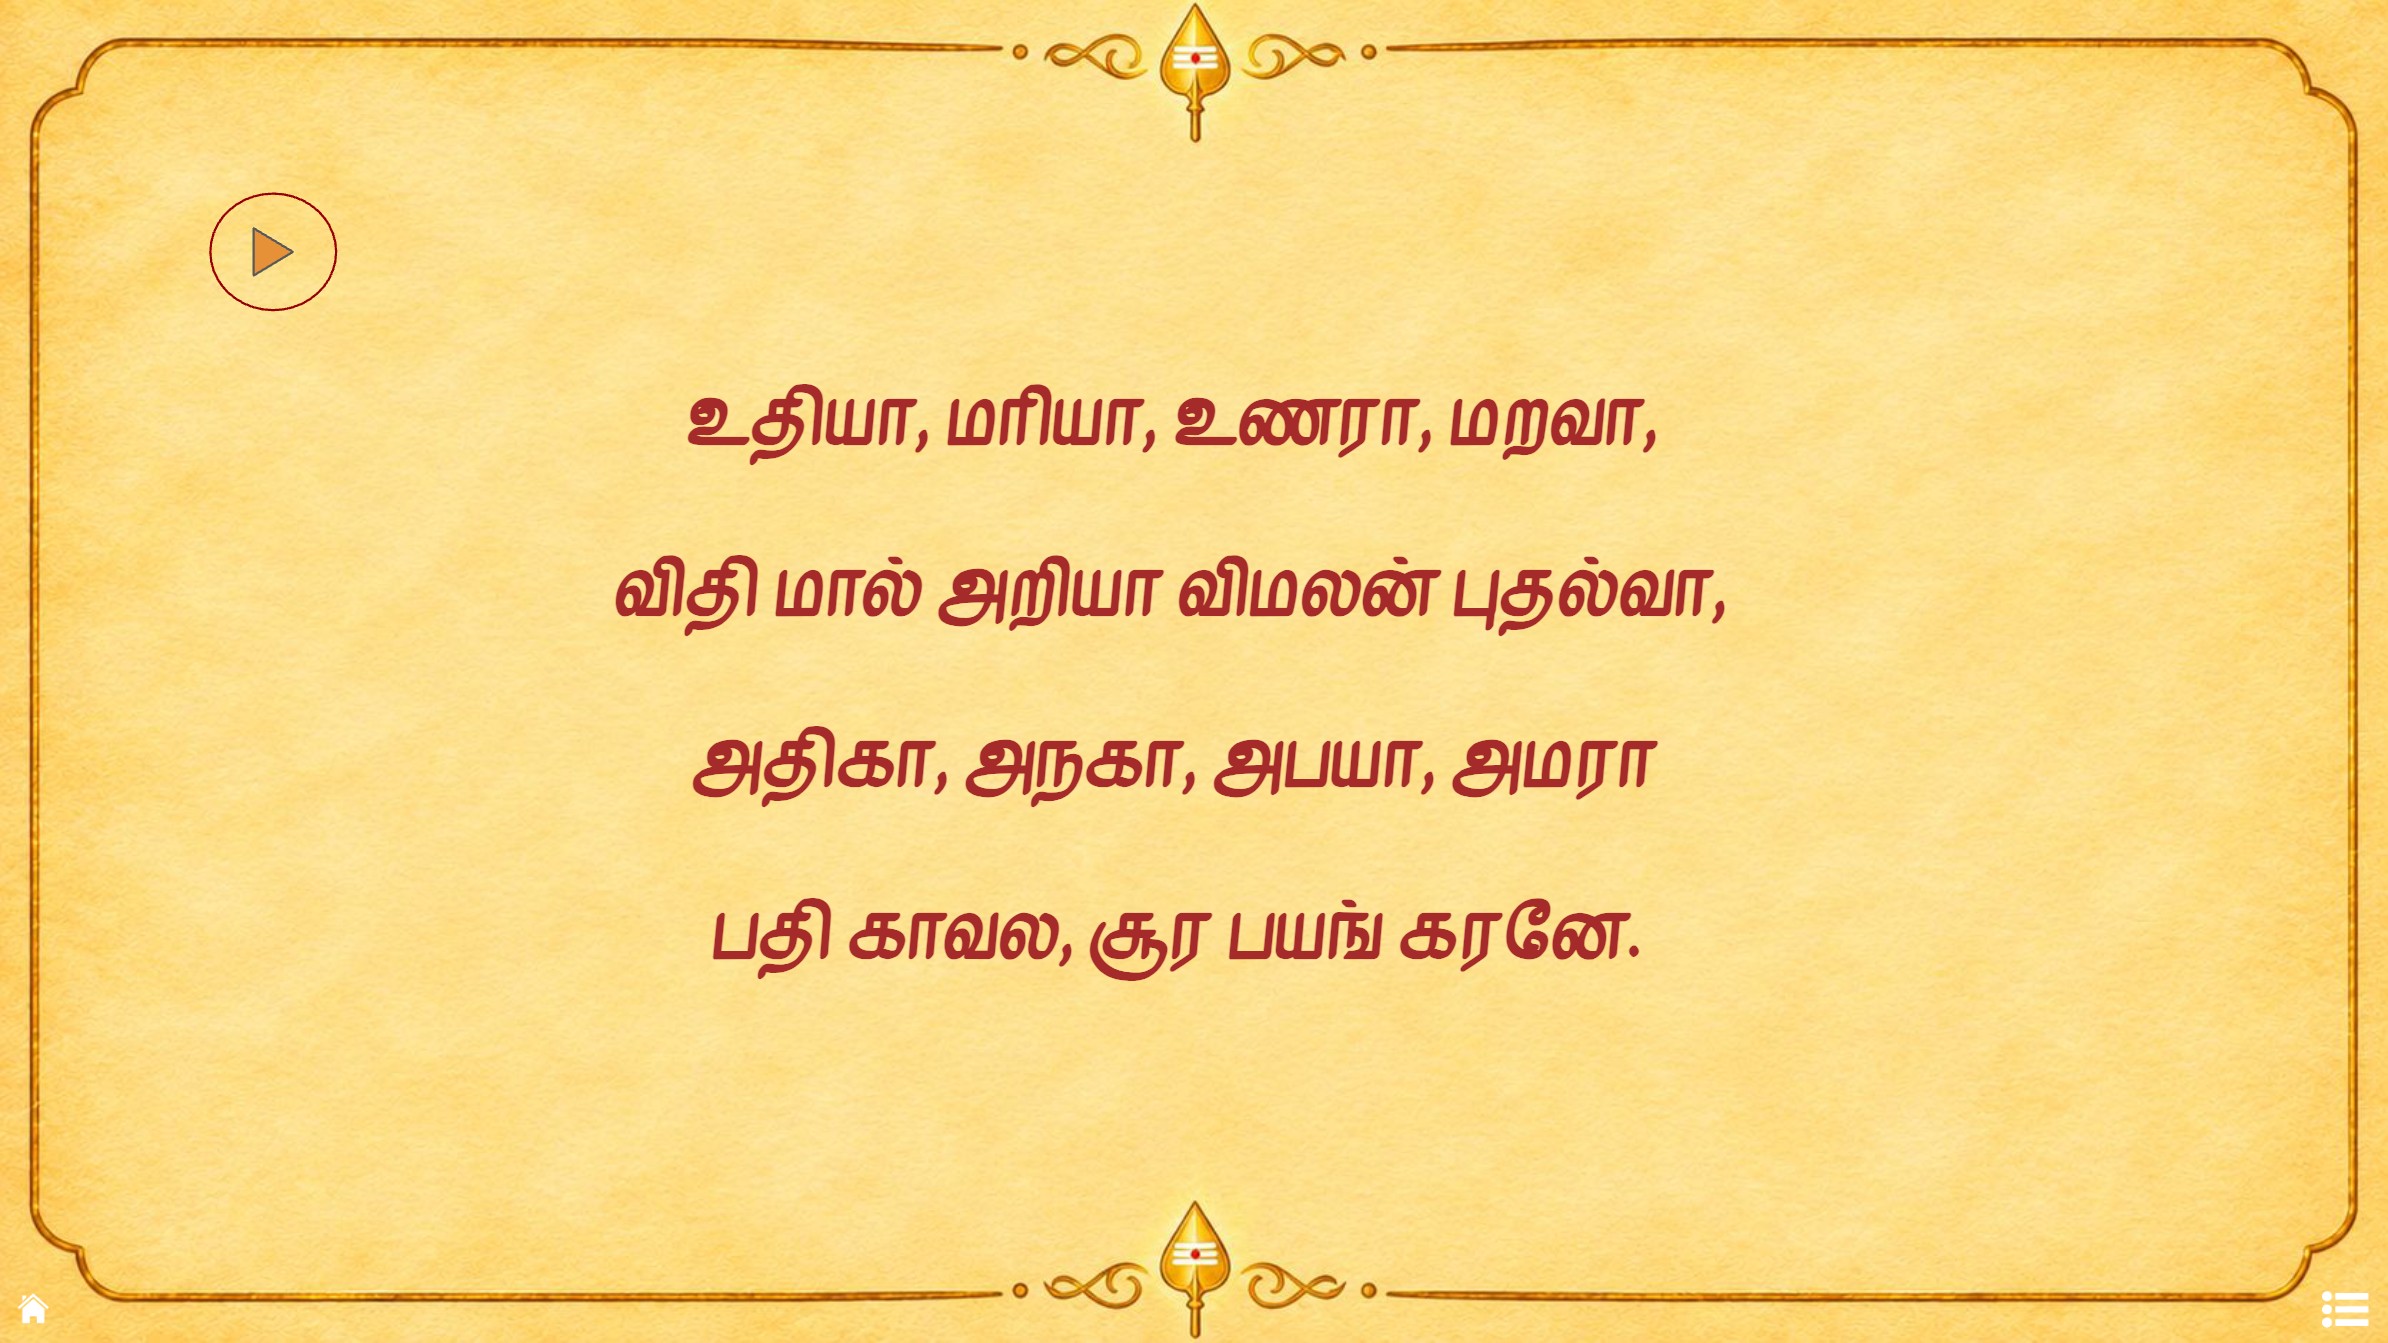 உதியா, மரியா, உணரா, மறவா,
விதி மால் அறியா விமலன் புதல்வா,
அதிகா, அநகா, அபயா, அமரா
பதி காவல, சூர பயங் கரனே.